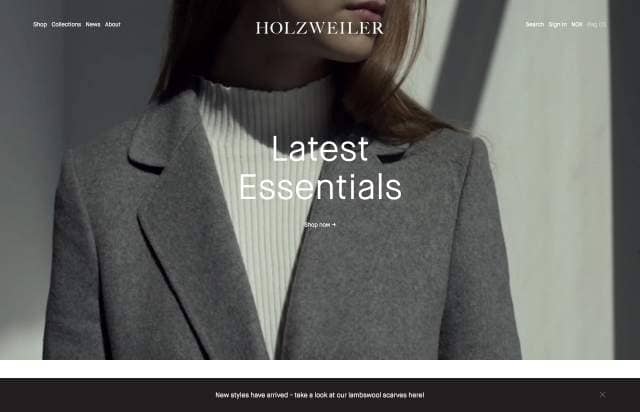 Shop Collections News About
HOLZWEILER
Search Sign In NOK Bag (0)
Latest
Essentials
Shop now →
New styles have arrived – take a look at our lambswool scarves here!